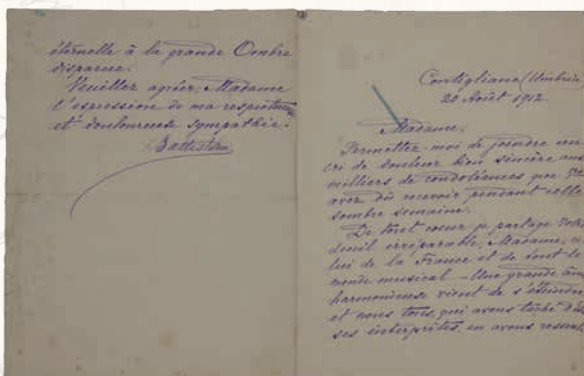 Contigliano (Umbrie)
20 Août 1912.
Madame,
Permettez-moi de joindre un
cri de douleur bien sincère aux
milliers de condoléances que
avez dû recevoir pendant cette
sombre semaine.
De tout cœur je partage votre
deuil irréparable, Madame,
lui de la France et de tout le
monde musical – Une grande âme
harmonieuse vient de s'éteindre
et nous tous, qui avons tâché d'être
ses interprètes, en avons
éternelle à la grande Ombre
disparue.
Veuillez agréer, Madame
l'expression de ma respectueuse
et douloureuse sympathie.
Battistini